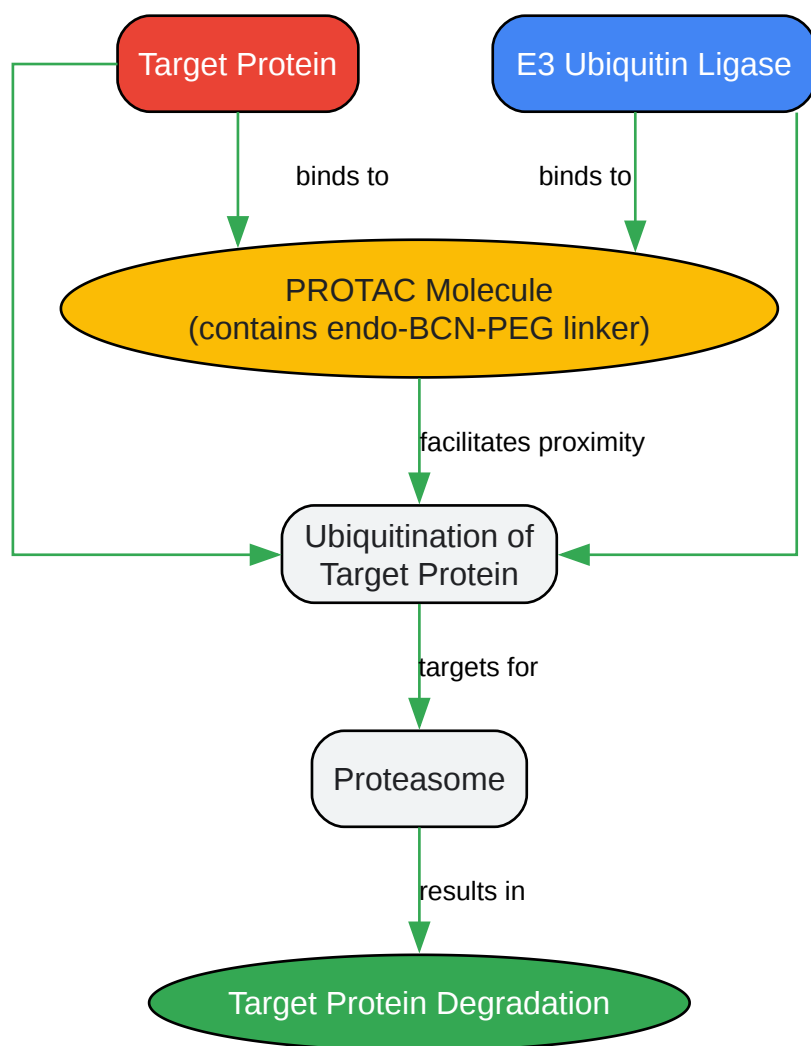 Target Protein
E3 Ubiquitin Ligase
binds to
binds to
PROTAC Molecule
(contains endo-BCN-PEG linker)
facilitates proximity
Ubiquitination of
Target Protein
targets for
Proteasome
results in
Target Protein Degradation